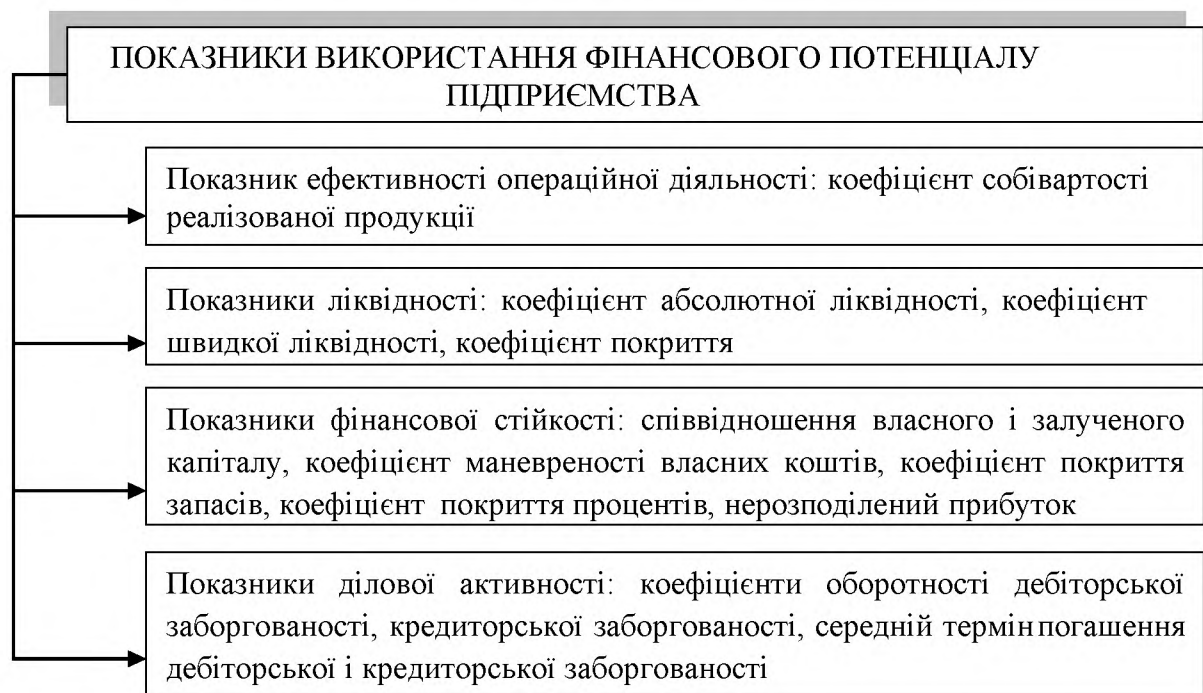 ПОКАЗНИКИ ВИКОРИСТАННЯ ФІНАНСОВОГО ПОТЕНЦІАЛУ
ПІДПРИЄМСТВА
Показник ефективності операційної діяльності: коефіцієнт собівартості
реалізованої продукції
Показники ліквідності: коефіцієнт абсолютної ліквідності, коефіцієнт
швидкої ліквідності, коефіцієнт покриття
Показники фінансової стійкості: співвідношення власного і залученого
капіталу, коефіцієнт маневреності власних коштів, коефіцієнт покриття
запасів, коефіцієнт покриття процентів, нерозподілений прибуток
Показники ділової активності: коефіцієнти оборотності дебіторської
заборгованості, кредиторської заборгованості, середній термін погашення
дебіторської і кредиторської заборгованості